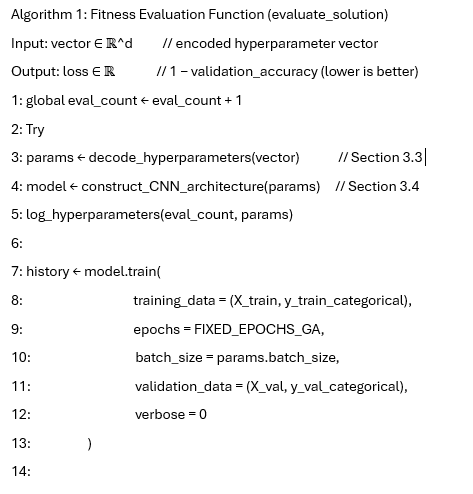 Algorithm 1: Fitness Evaluation Function (evaluate_solution)
Input: vector ∈ ℝ^d // encoded hyperparameter vector
Output: loss ∈ ℝ // 1 − validation_accuracy (lower is better)
1: global eval_count ← eval_count + 1
2: Try
3: params ← decode_hyperparameters(vector) // Section 3.3
4: model ← construct_CNN_architecture(params) // Section 3.4
5: log_hyperparameters(eval_count, params)
6:
7: history ← model.train(
8: training_data = (X_train, y_train_categorical),
9: epochs = FIXED_EPOCHS_GA,
10: batch_size = params.batch_size,
11: validation_data = (X_val, y_val_categorical),
12: verbose = 0
13: )
14: